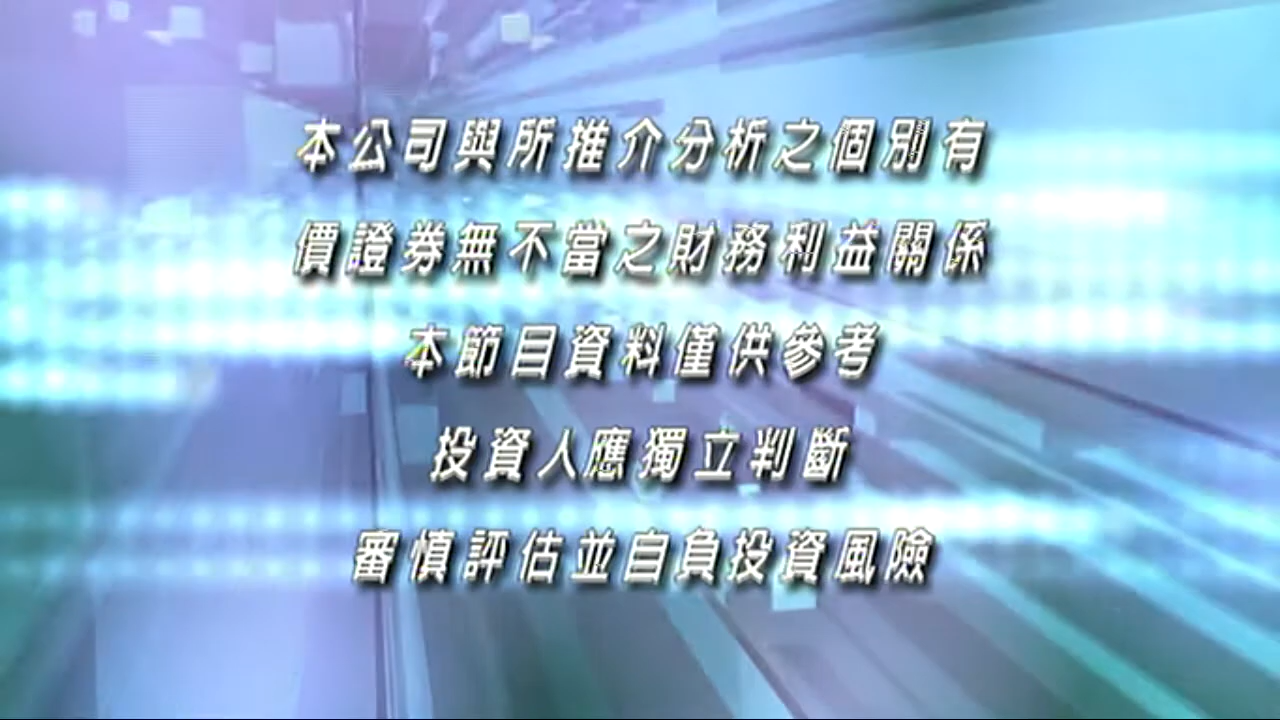 本公司與所推介分析之個別有
價證券無不當之財務利益關係
本節目資料僅供參考
投資人應獨立判斷
審慎評估並自負投資風險